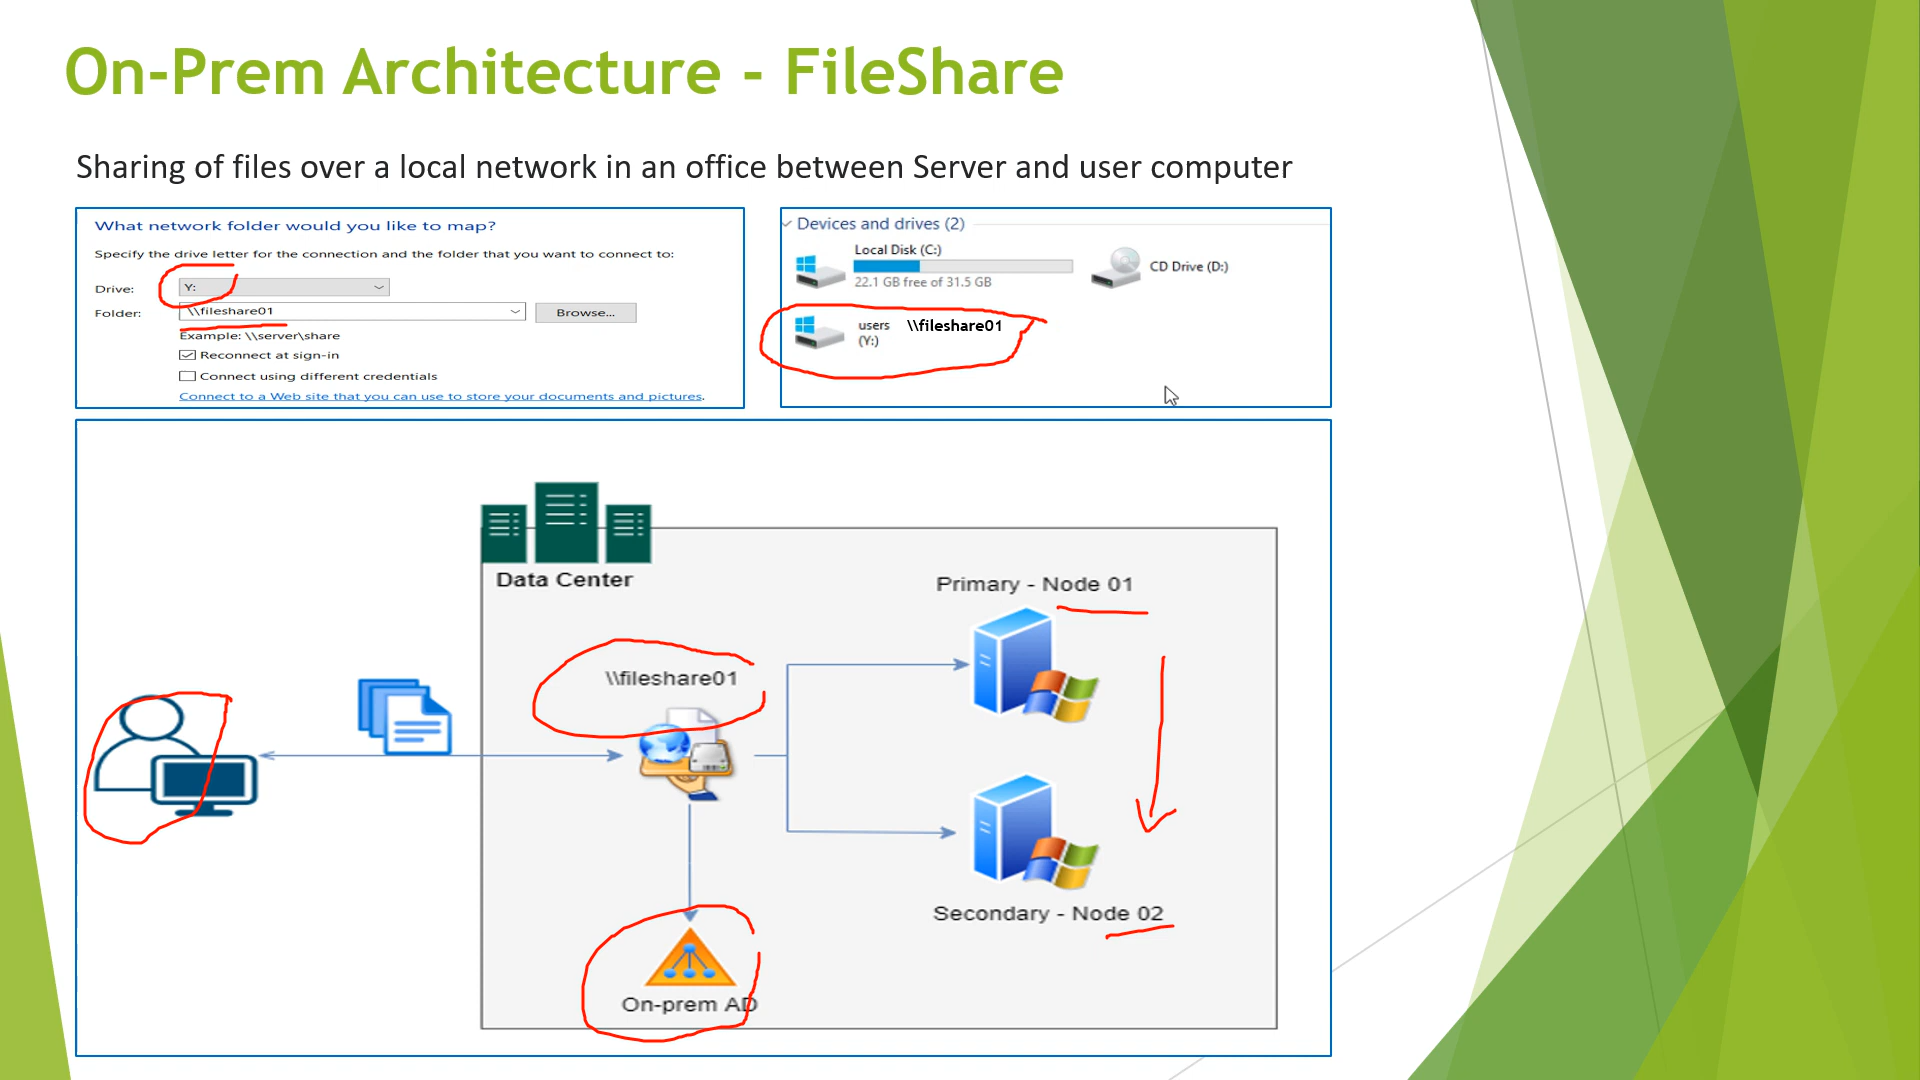 On-Prem Architecture - FileShare
Sharing of files over a local network in an office between Server and user computer
What network folder would you like to map?
Specify the drive letter for the connection and the folder that you want to connect to:
Drive: Y:
Folder: \\fileshare01 Browse...
Example: \\server\share
Reconnect at sign-in
Connect using different credentials
Connect to a Web site that you can use to store your documents and pictures.
Devices and drives (2)
Local Disk (C:)
22.1 GB free of 31.5 GB
CD Drive (D:)
users \\fileshare01
(Y:)
Data Center
Primary - Node 01
\\fileshare01
Secondary - Node 02
On-prem AD